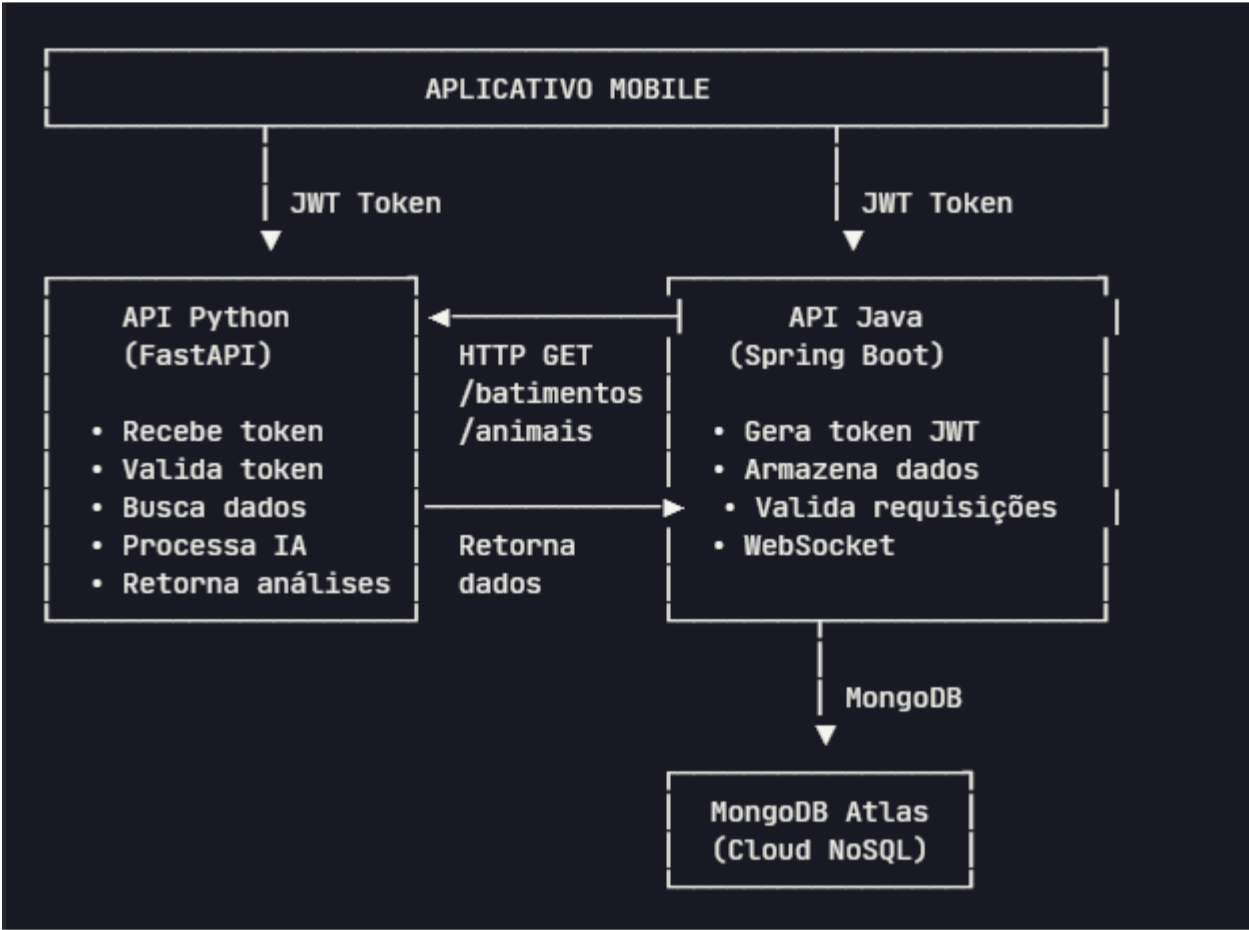 APLICATIVO MOBILE
JWT Token
JWT Token
API Python
(FastAPI)
• Recebe token
• Valida token
• Busca dados
• Processa IA
• Retorna análises
HTTP GET
/batimentos
/animais
Retorna
dados
API Java
(Spring Boot)
• Gera token JWT
• Armazena dados
• Valida requisições
• WebSocket
MongoDB
MongoDB Atlas
(Cloud NoSQL)